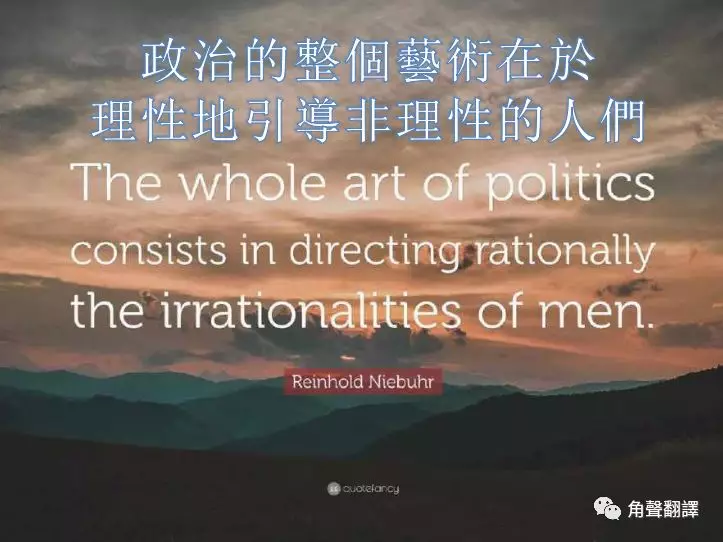 政治的整個藝術在於
理性地引導非理性的人們
The whole art of politics
consists in directing rationally
the irrationalities of men.
Reinhold Niebuhr
quotefancy
角聲翻譯